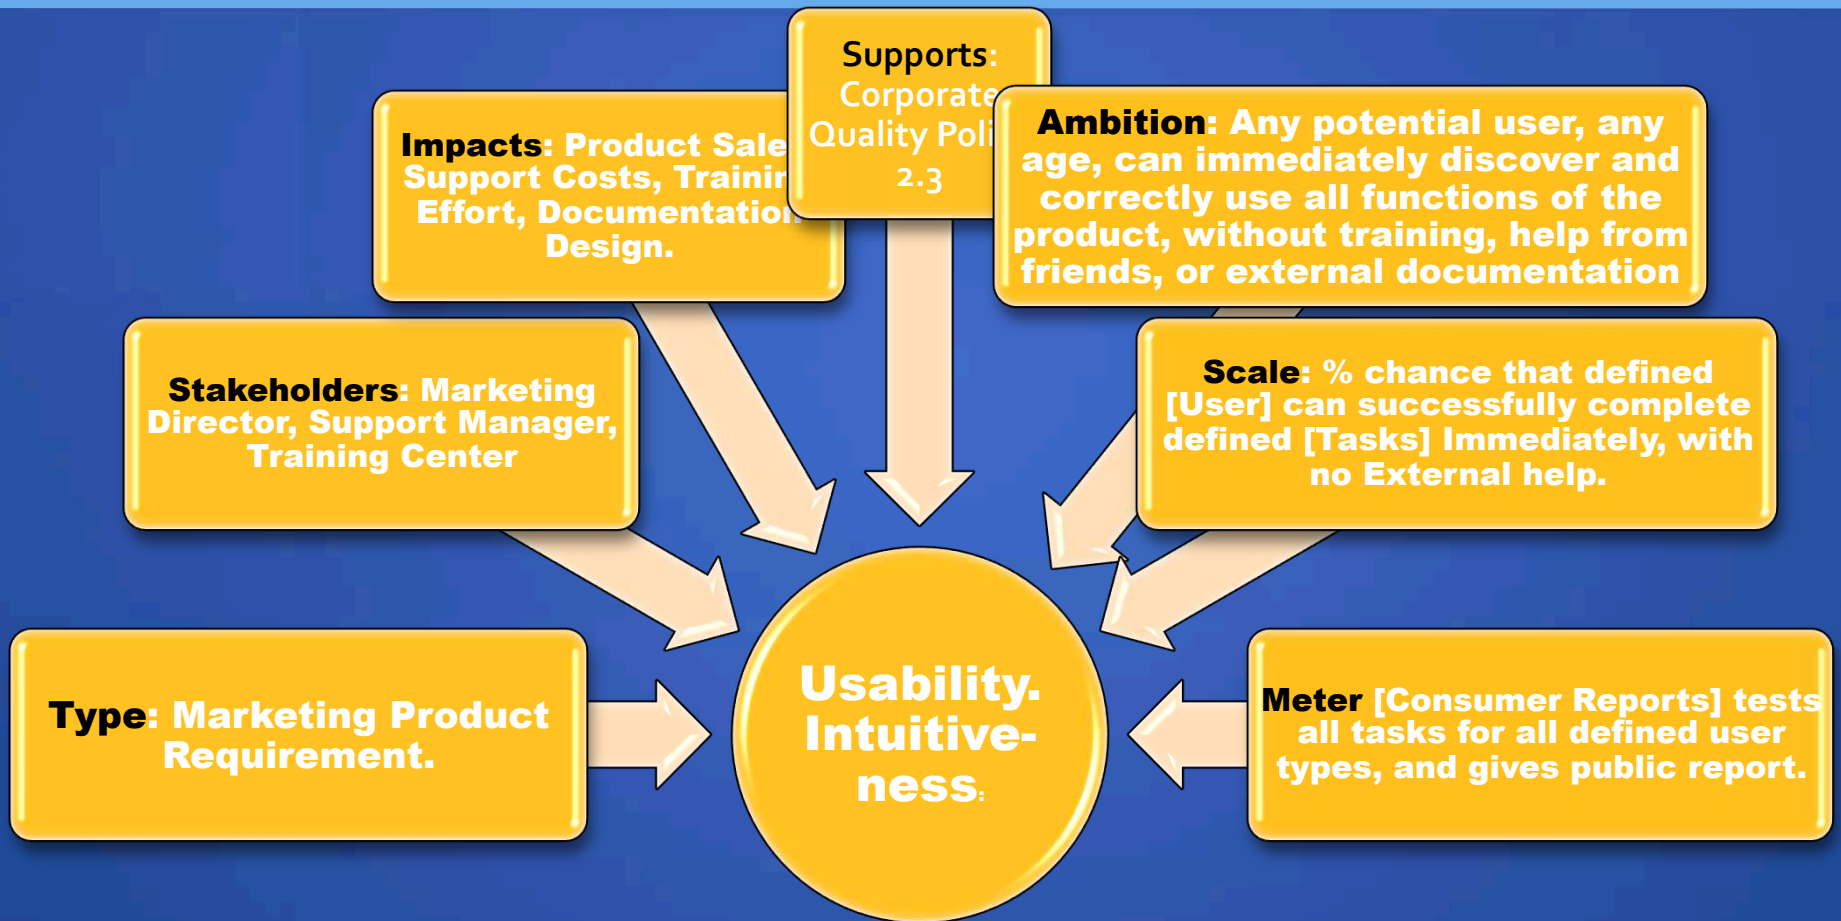 Supports:
Corporate
Quality Poli
2.3
Impacts: Product Sale
Support Costs, Trainin
Effort, Documentation
Design.
Ambition: Any potential user, any
age, can immediately discover and
correctly use all functions of the
product, without training, help from
friends, or external documentation
Stakeholders: Marketing
Director, Support Manager,
Training Center
Scale: % chance that defined
[User] can successfully complete
defined [Tasks] Immediately, with
no External help.
Type: Marketing Product
Requirement.
Usability.
Intuitive-
ness:
Meter [Consumer Reports] tests
all tasks for all defined user
types, and gives public report.